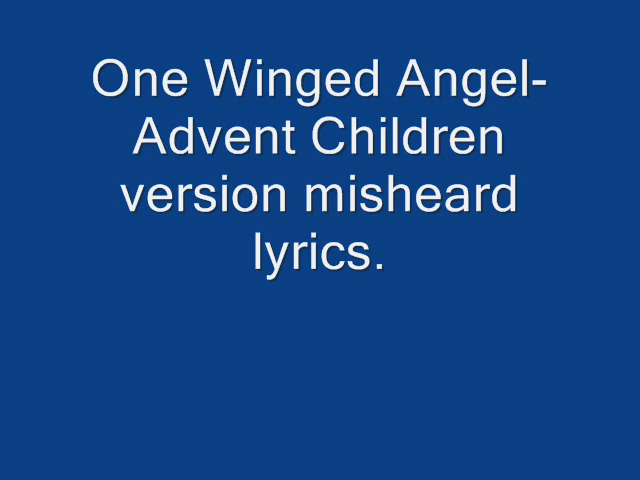 One Winged Angel-
Advent Children
version misheard
lyrics.